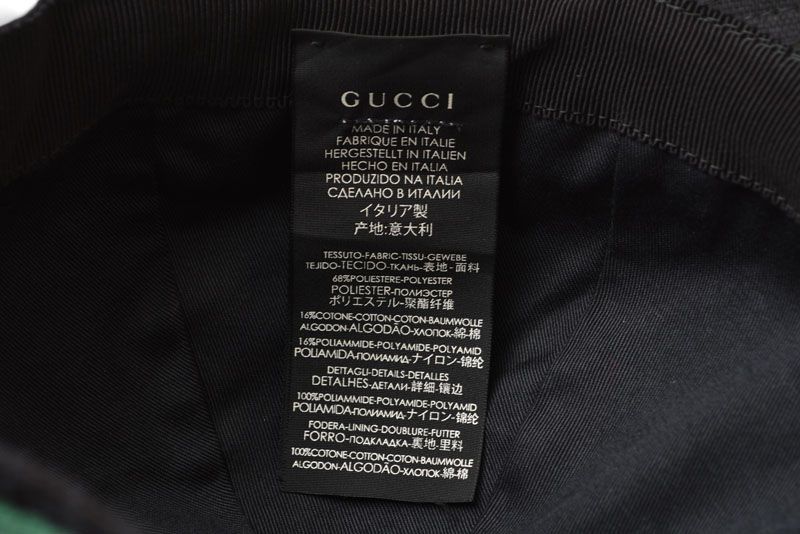 GUCCI
MADE IN ITALY
FABRIQUE EN ITALIE
HERGESTELLT IN ITALIEN
HECHO EN ITALIA
PRODUZIDO NA ITALIA
СДЕЛАНО В ИТАЛИИ
イタリア製
产地:意大利
TESSUTO-FABRIC-TISSU-GEWEBE
TEJIDO-TECIDO-ТКАНЬ-表地-面料
68%POLIESTERE-POLYESTER
POLIESTER-ПОЛИЭСТЕР
ポリエステル-聚酯纤维
16%COTONE-COTTON-COTON-BAUMWOLLE
ALGODON-ALGODÃO-ХЛОПОК-綿-棉
16%POLIAMMIDE-POLYAMIDE-POLYAMID
POLIAMIDA-ПОЛИАМИД-ナイロン-锦纶
DETTAGLI-DETAILS-DETALLES
DETALHES-ДЕТАЛИ-詳細-镶边
100%POLIAMMIDE-POLYAMIDE-POLYAMID
POLIAMIDA-ПОЛИАМИД-ナイロン-锦纶
FODERA-LINING-DOUBLURE-FUTTER
FORRO-ПОДКЛАДКА-裏地-里料
100%COTONE-COTTON-COTON-BAUMWOLLE
ALGODON-ALGODÃO-ХЛОПОК-綿-棉